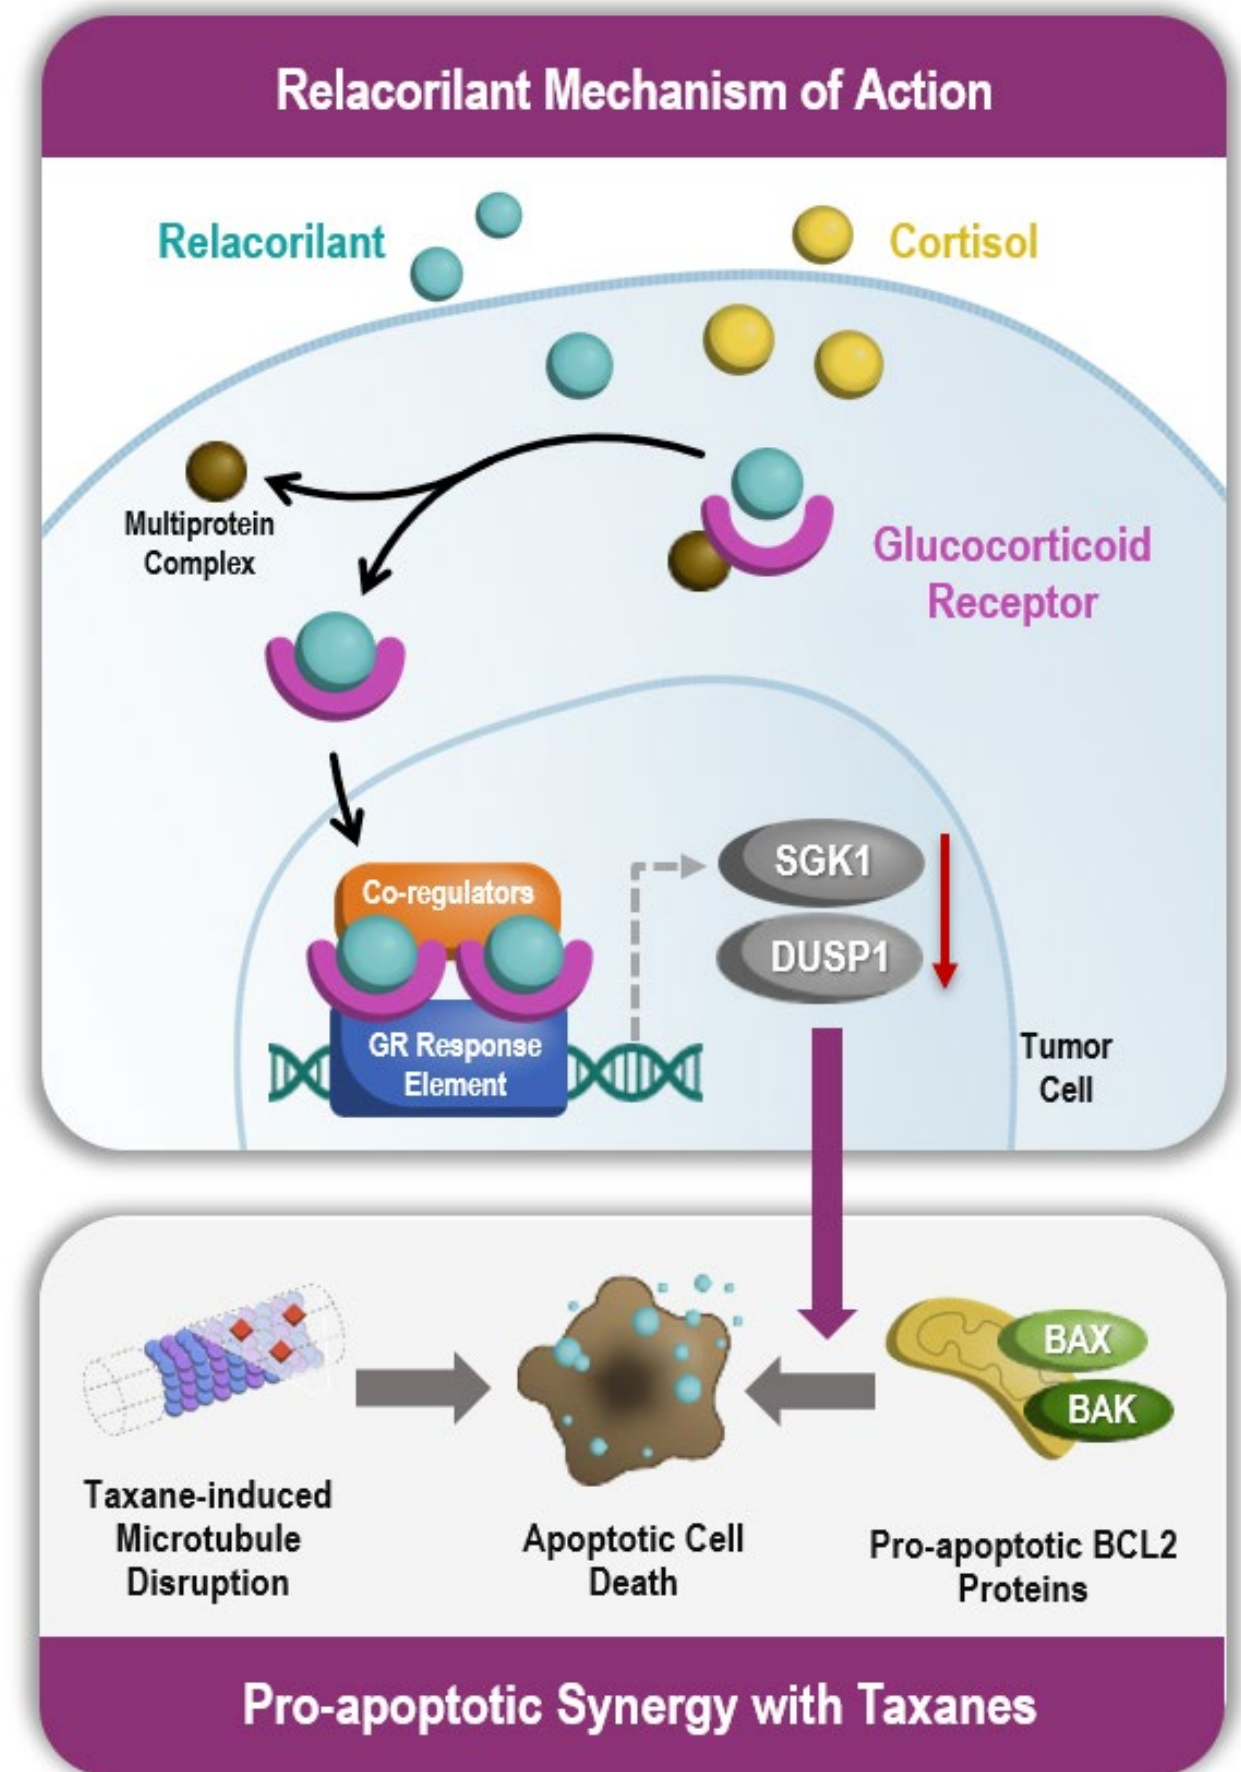 Relacorilant Mechanism of Action
Relacorilant
Cortisol
Multiprotein
Complex
Glucocorticoid
Receptor
SGK1
DUSP1
Co-regulators
GR Response
Element
Tumor
Cell
BAX
BAK
Taxane-induced
Microtubule
Disruption
Apoptotic Cell
Death
Pro-apoptotic BCL2
Proteins
Pro-apoptotic Synergy with Taxanes